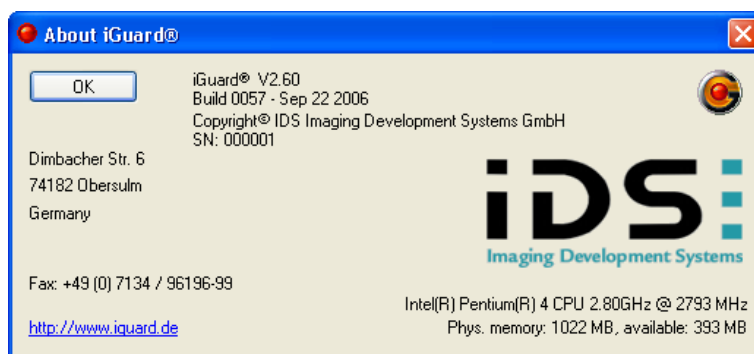 About iGuard®
OK
iGuard® V2.60
Build 0057 - Sep 22 2006
Copyright© IDS Imaging Development Systems GmbH
SN: 000001
Dimbacher Str. 6
74182 Obersulm
Germany
iDS
Imaging Development Systems
Fax: +49 (0) 7134 / 96196-99
Intel(R) Pentium(R) 4 CPU 2.80GHz @ 2793 MHz
http://www.iguard.de
Phys. memory: 1022 MB, available: 393 MB